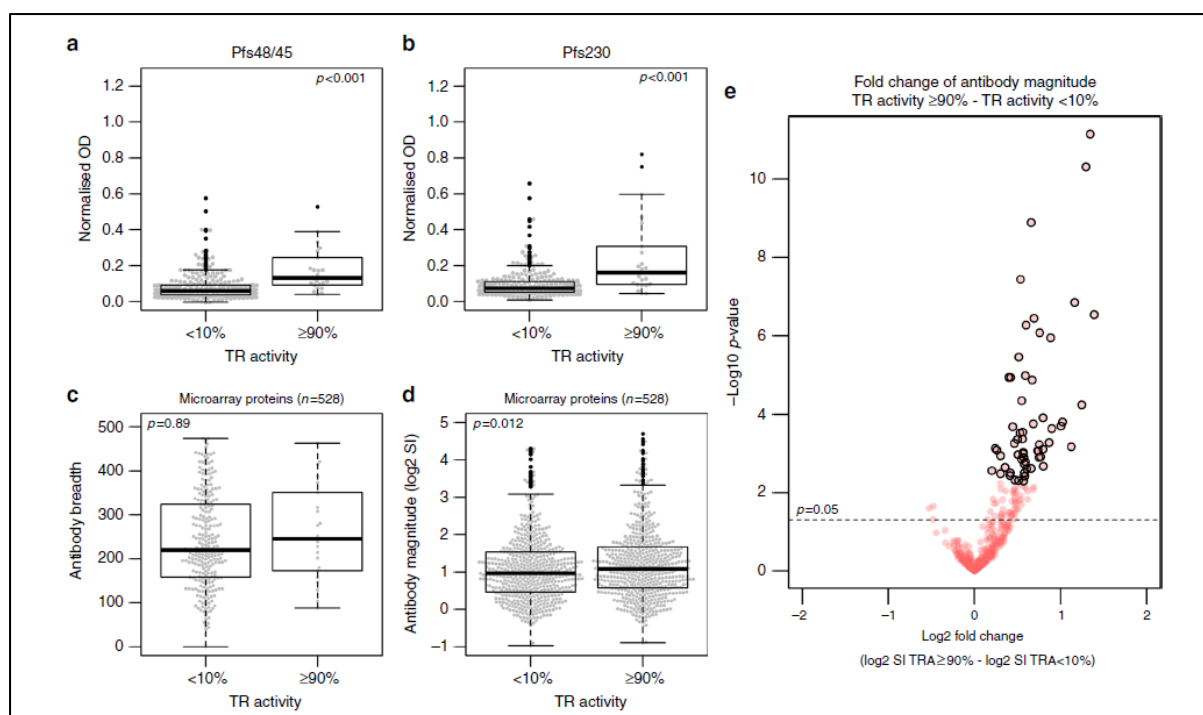 a
Pfs48/45
p<0.001
1.2
1.0
0.8
0.6
0.4
0.2
0.0
Normalised OD
<10%
≥90%
TR activity
b
Pfs230
p<0.001
1.2
1.0
0.8
0.6
0.4
0.2
0.0
Normalised OD
<10%
≥90%
TR activity
c
Microarray proteins (n=528)
p=0.89
500
400
300
200
100
0
Antibody breadth
<10%
≥90%
TR activity
d
Microarray proteins (n=528)
p=0.012
5
4
3
2
1
0
−1
Antibody magnitude (log2 SI)
<10%
≥90%
TR activity
e
Fold change of antibody magnitude
TR activity ≥90% - TR activity <10%
10
8
6
4
2
0
−Log10 p-value
p=0.05
−2
−1
0
1
2
Log2 fold change
(log2 SI TRA≥90% - log2 SI TRA<10%)